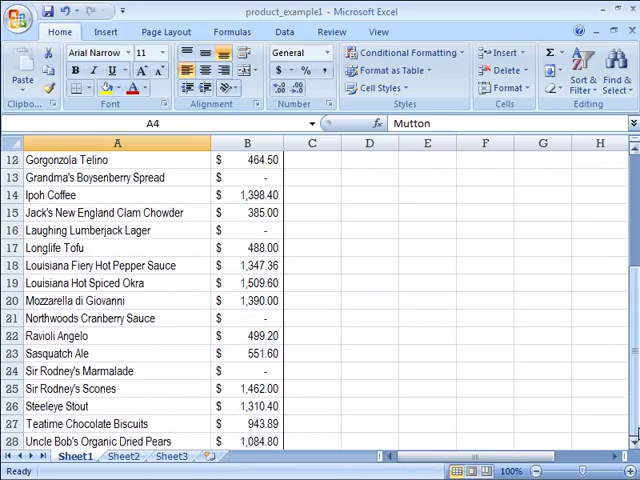 product_example1 - Microsoft Excel
Home Insert Page Layout Formulas Data Review View
Paste
Clipboa...
Arial Narrow 11
B I U A A
Font
Alignment
General
$ % ,
Number
Conditional Formatting
Format as Table
Cell Styles
Styles
Insert
Delete
Format
Cells
Σ
Sort &
Filter
Find &
Select
Editing
A4 fx Mutton
A B C D E F G H
12 Gorgonzola Telino $ 464.50
13 Grandma's Boysenberry Spread $ -
14 Ipoh Coffee $ 1,398.40
15 Jack's New England Clam Chowder $ 385.00
16 Laughing Lumberjack Lager $ -
17 Longlife Tofu $ 488.00
18 Louisiana Fiery Hot Pepper Sauce $ 1,347.36
19 Louisiana Hot Spiced Okra $ 1,509.60
20 Mozzarella di Giovanni $ 1,390.00
21 Northwoods Cranberry Sauce $ -
22 Ravioli Angelo $ 499.20
23 Sasquatch Ale $ 551.60
24 Sir Rodney's Marmalade $ -
25 Sir Rodney's Scones $ 1,462.00
26 Steeleye Stout $ 1,310.40
27 Teatime Chocolate Biscuits $ 943.89
28 Uncle Bob's Organic Dried Pears $ 1,084.80
Sheet1 Sheet2 Sheet3
Ready 100%